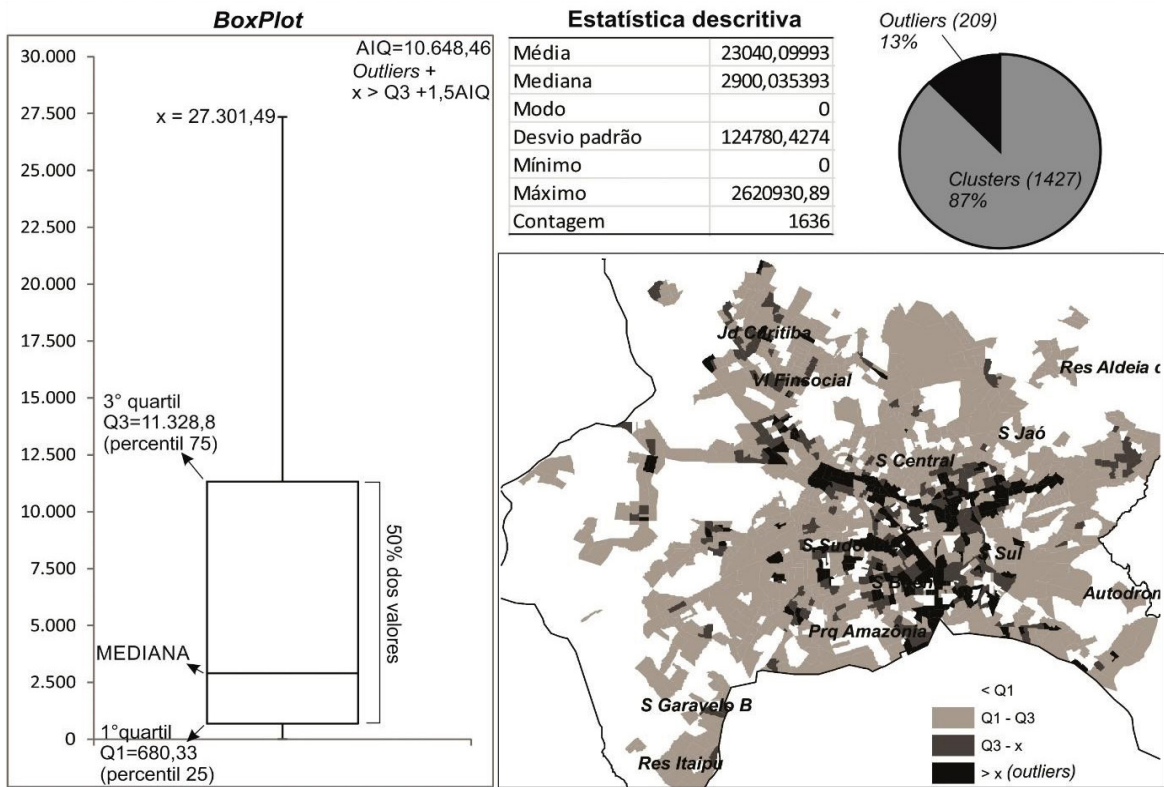 BoxPlot
30.000
27.500
25.000
22.500
20.000
17.500
15.000
12.500
10.000
7.500
5.000
2.500
0
AIQ=10.648,46
Outliers +
x > Q3 +1,5AIQ
x = 27.301,49
3° quartil
Q3=11.328,8
(percentil 75)
50% dos valores
MEDIANA
1°quartil
Q1=680,33
(percentil 25)
Estatística descritiva
Média 23040,09993
Mediana 2900,035393
Modo 0
Desvio padrão 124780,4274
Mínimo 0
Máximo 2620930,89
Contagem 1636
Outliers (209)
13%
Clusters (1427)
87%
Jd Curitiba
Vl Finsocial
Res Aldeia d
S Jaó
S Central
S Sudo
S Sul
Autodrom
Prq Amazônia
S Garavelo B
Res Itaipu
< Q1
Q1 - Q3
Q3 - x
> x (outliers)